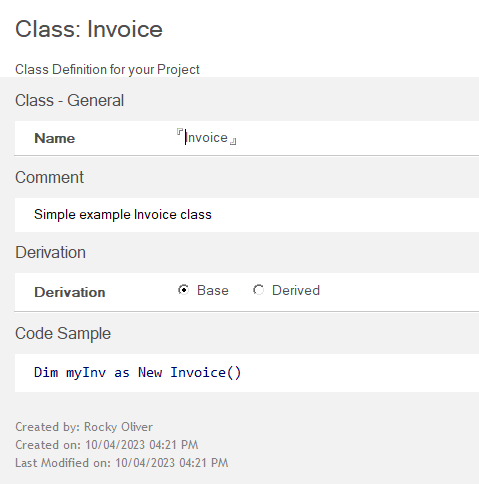 Class: Invoice
Class Definition for your Project
Class - General
Name Invoice
Comment
Simple example Invoice class
Derivation
Derivation Base Derived
Code Sample
Dim myInv as New Invoice()
Created by: Rocky Oliver
Created on: 10/04/2023 04:21 PM
Last Modified on: 10/04/2023 04:21 PM